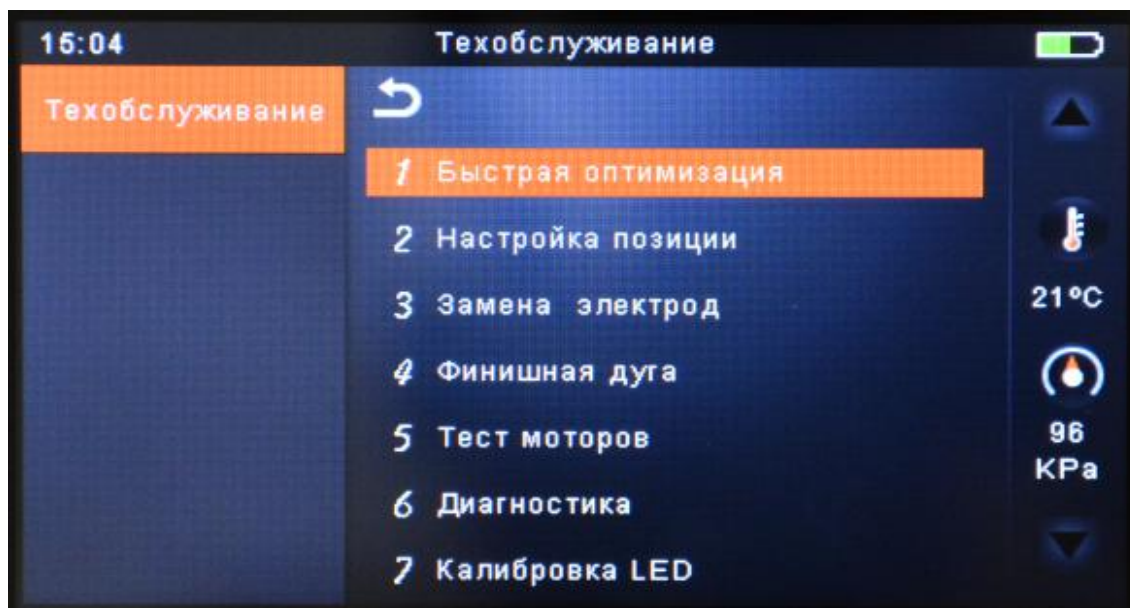 15:04 Техобслуживание
Техобслуживание
1 Быстрая оптимизация
2 Настройка позиции
3 Замена электрод
4 Финишная дуга
5 Тест моторов
6 Диагностика
7 Калибровка LED
21°C
96
KPa